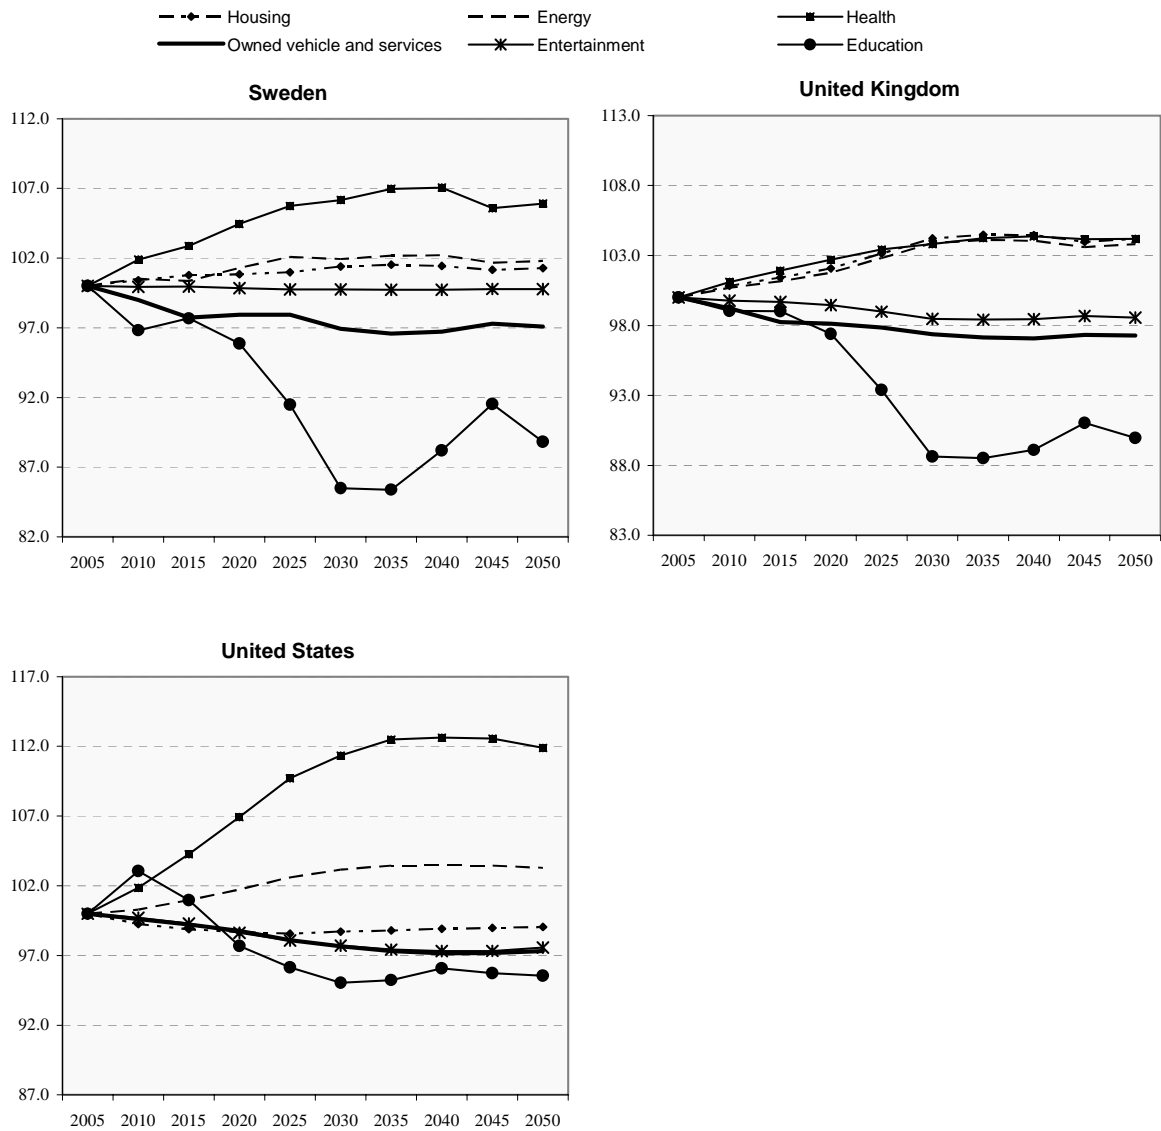 Housing Energy Health
Owned vehicle and services Entertainment Education
Sweden
112.0
107.0
102.0
97.0
92.0
87.0
82.0
2005 2010 2015 2020 2025 2030 2035 2040 2045 2050
United Kingdom
113.0
108.0
103.0
98.0
93.0
88.0
83.0
2005 2010 2015 2020 2025 2030 2035 2040 2045 2050
United States
117.0
112.0
107.0
102.0
97.0
92.0
87.0
2005 2010 2015 2020 2025 2030 2035 2040 2045 2050